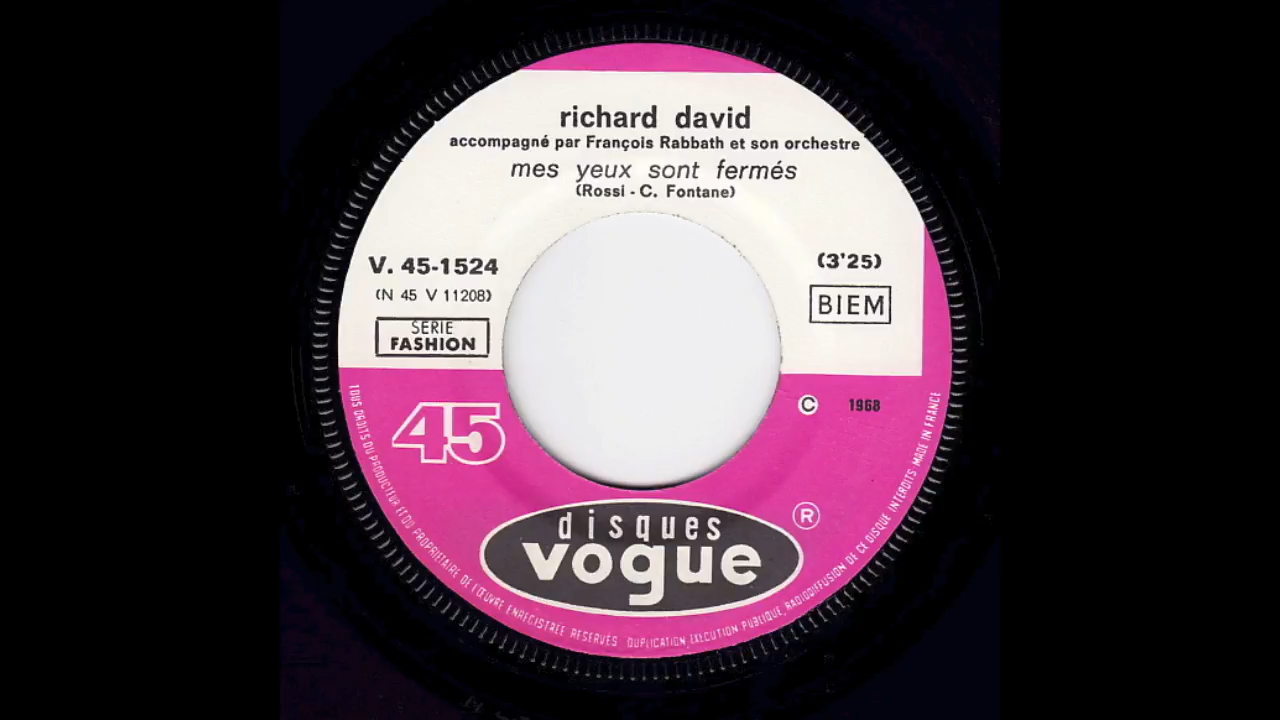 richard david
accompagné par François Rabbath et son orchestre
mes yeux sont fermés
(Rossi - C. Fontane)
V. 45-1524
(N 45 V 11208)
SERIE
FASHION
(3'25)
BIEM
45
© 1968
disques
vogue
®
TOUS DROITS DU PRODUCTEUR ET DU PROPRIETAIRE DE L'ŒUVRE ENREGISTRÉE RESERVES DUPLICATION, EXECUTION PUBLIQUE, RADIODIFFUSION DE CE DISQUE INTERDITS MADE IN FRANCE